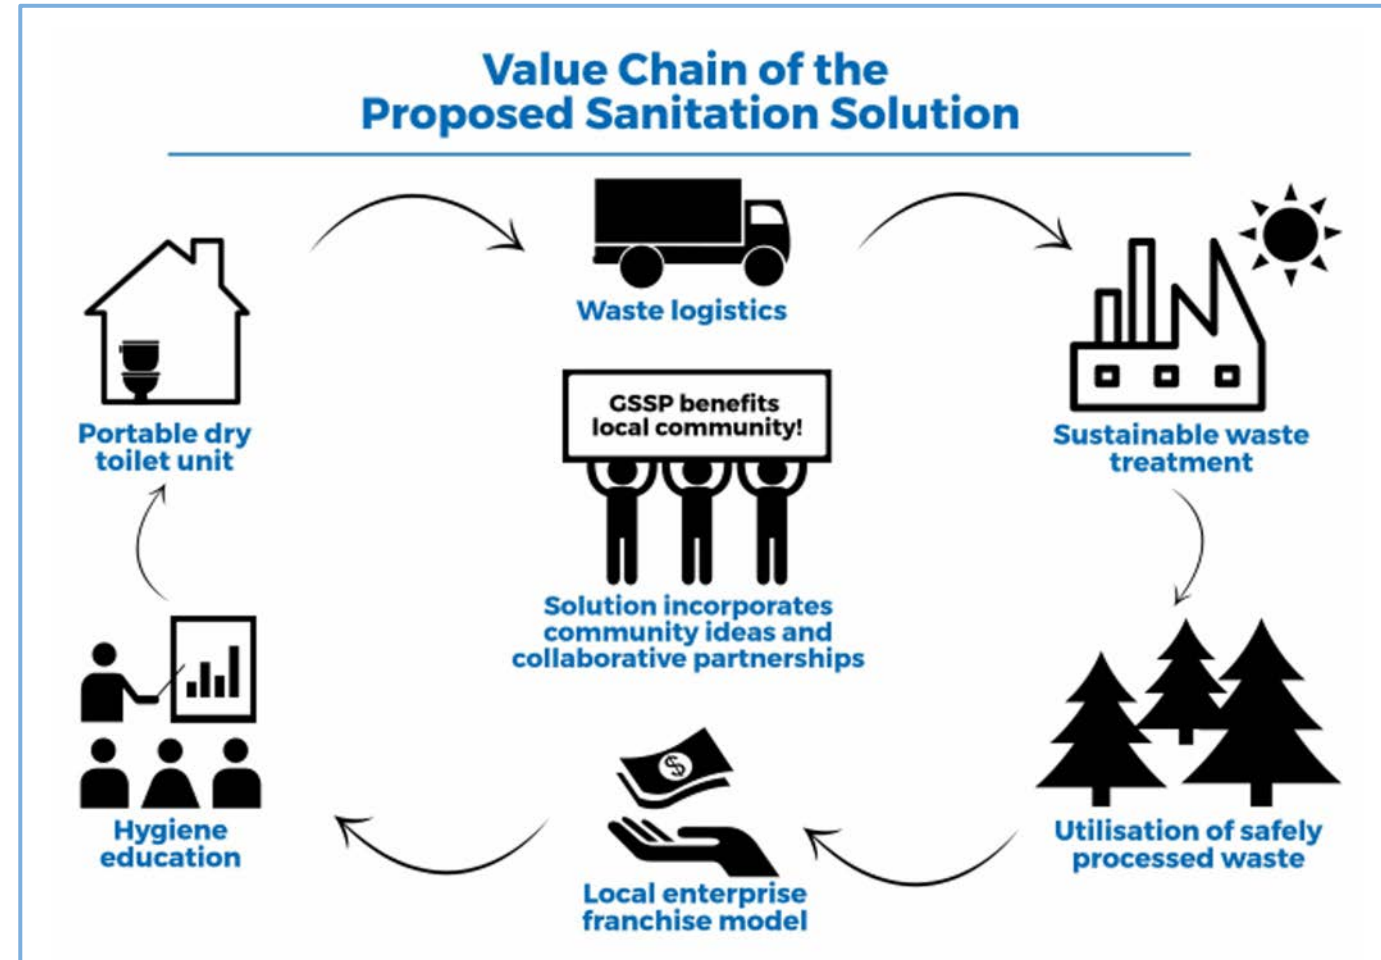 Value Chain of the
Proposed Sanitation Solution
Waste logistics
Portable dry
toilet unit
GSSP benefits
local community!
Sustainable waste
treatment
Solution incorporates
community ideas and
collaborative partnerships
$
Hygiene
education
Utilisation of safely
processed waste
Local enterprise
franchise model